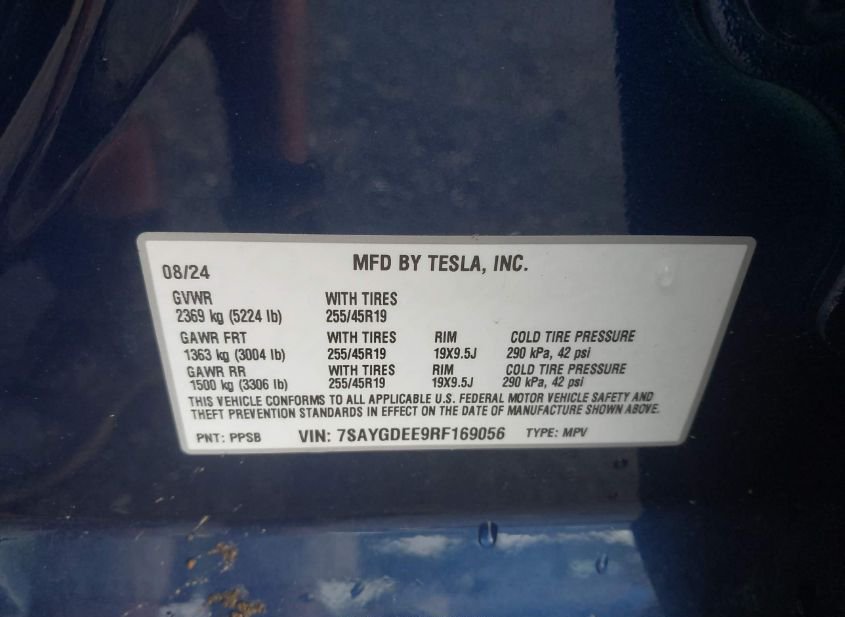 MFD BY TESLA, INC.
08/24
GVWR WITH TIRES
2369 kg (5224 lb) 255/45R19
GAWR FRT WITH TIRES RIM COLD TIRE PRESSURE
1363 kg (3004 lb) 255/45R19 19X9.5J 290 kPa, 42 psi
GAWR RR WITH TIRES RIM COLD TIRE PRESSURE
1500 kg (3306 lb) 255/45R19 19X9.5J 290 kPa, 42 psi
THIS VEHICLE CONFORMS TO ALL APPLICABLE U.S. FEDERAL MOTOR VEHICLE SAFETY AND
THEFT PREVENTION STANDARDS IN EFFECT ON THE DATE OF MANUFACTURE SHOWN ABOVE.
PNT: PPSB VIN: 7SAYGDEE9RF169056 TYPE: MPV